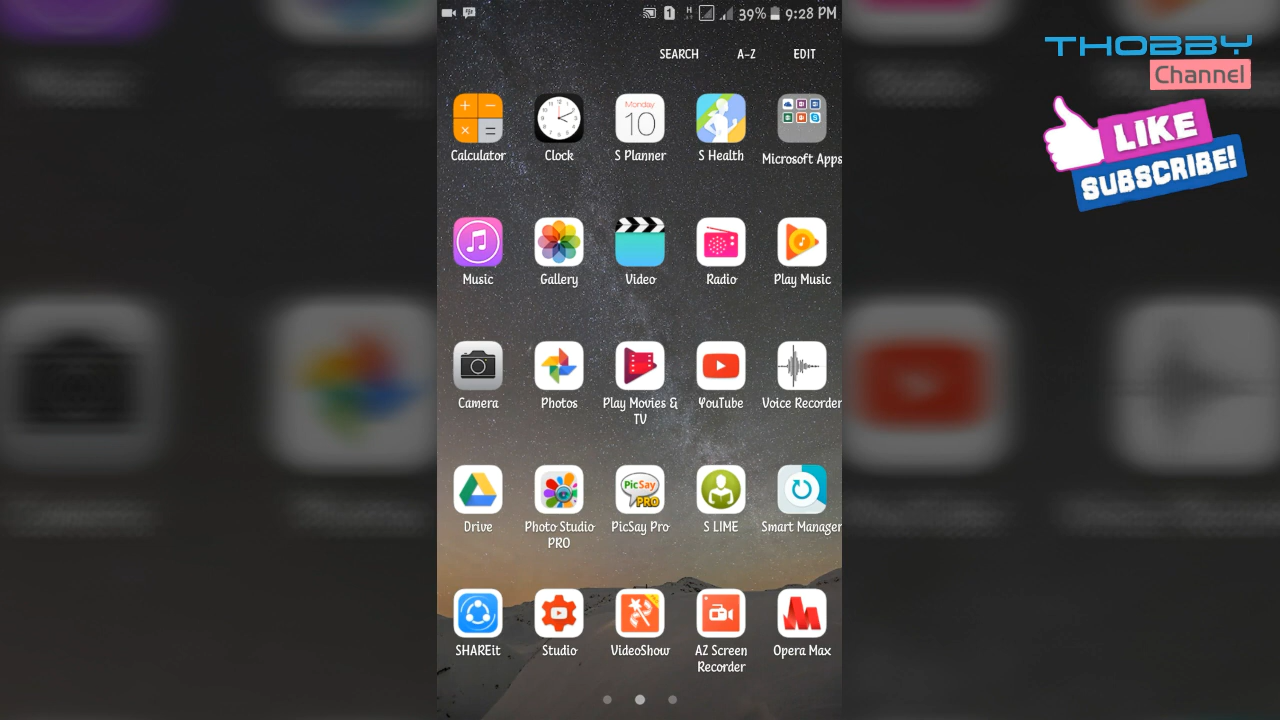 1 H 39% 9:28 PM
SEARCH A-Z EDIT
THOBBY
Channel
LIKE
SUBSCRIBE!
Monday
10
Calculator Clock S Planner S Health Microsoft Apps
Music Gallery Video Radio Play Music
Camera Photos Play Movies & YouTube Voice Recorder
TV
PicSay
PRO
Drive Photo Studio PicSay Pro S LIME Smart Manager
PRO
SHAREit Studio VideoShow AZ Screen Opera Max
Recorder